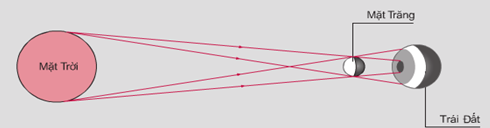 Mặt Trăng
Mặt Trời
Trái Đất